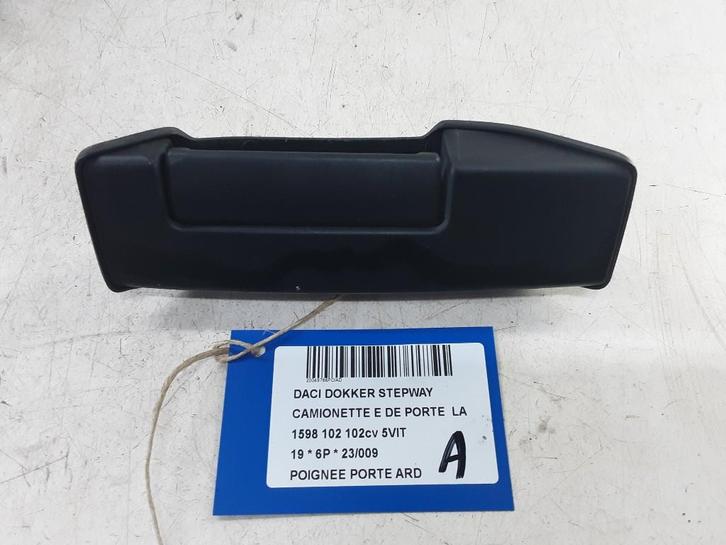 DACI DOKKER STEPWAY
CAMIONETTE E DE PORTE LA
1598 102 102cv 5VIT
19 * 6P * 23/009
POIGNEE PORTE ARD
A